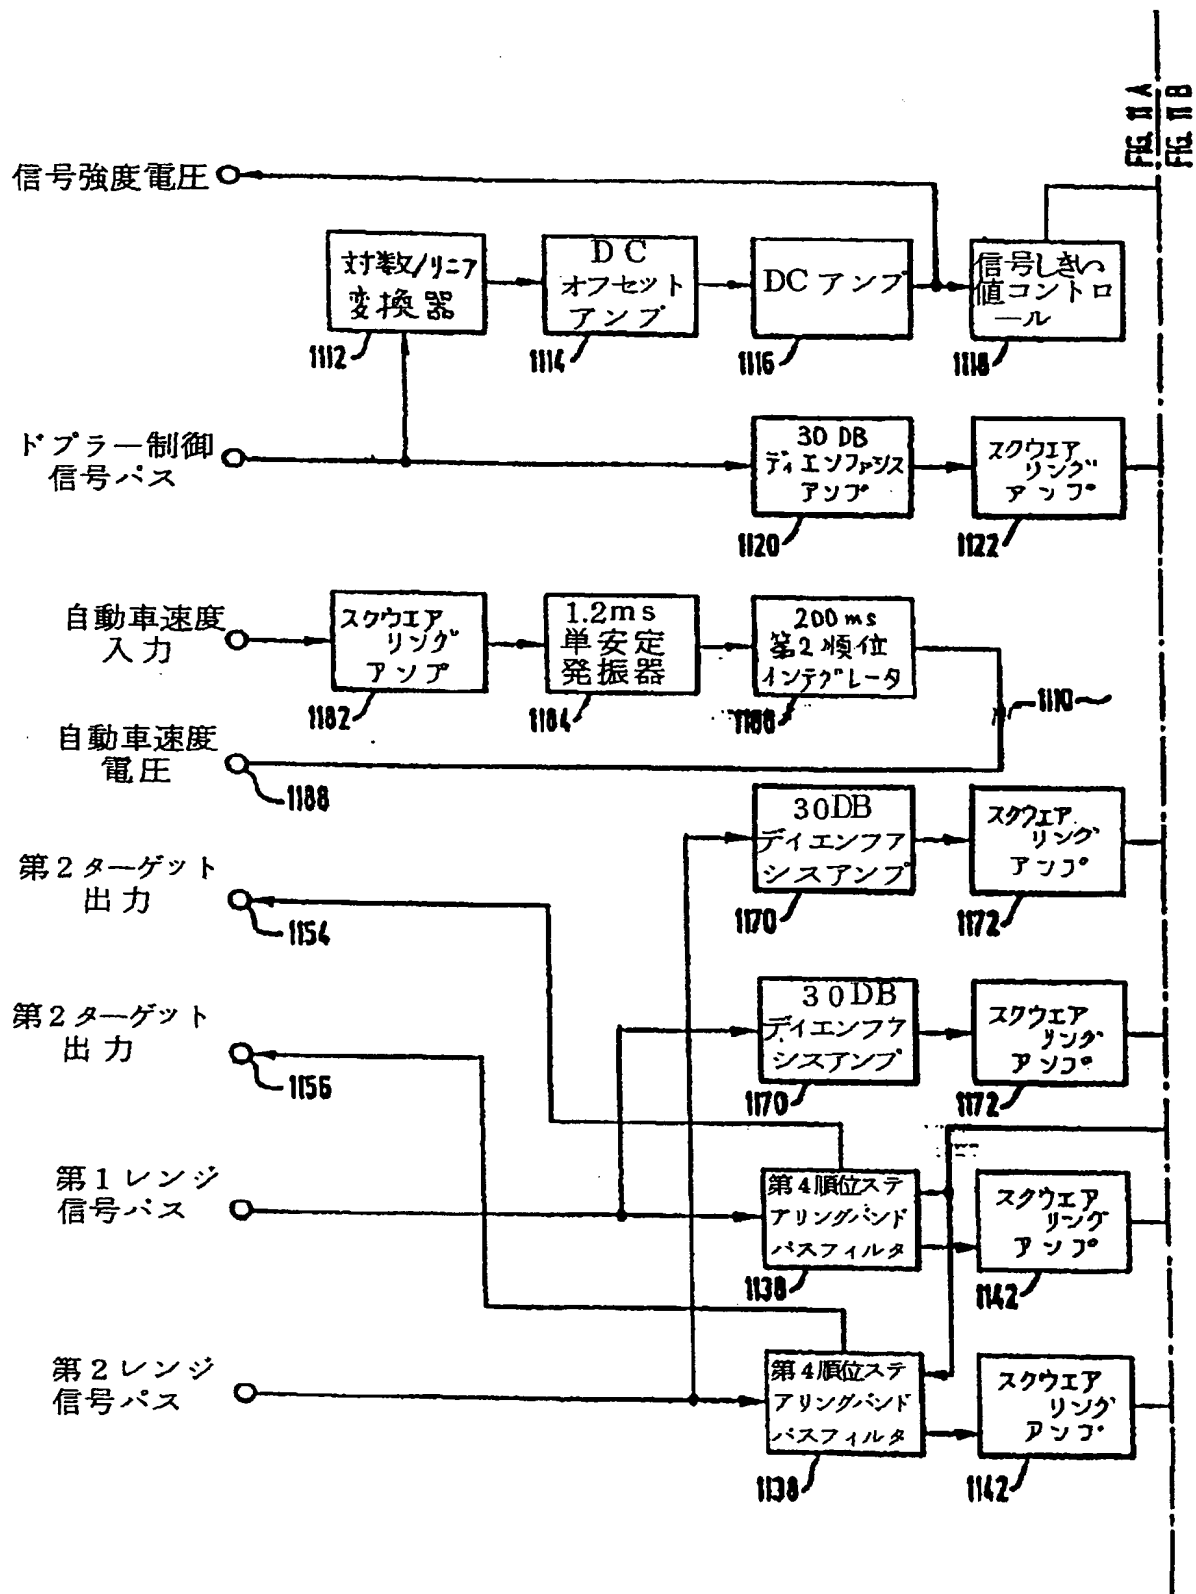 FIG. 11 A
FIG. 11 B
信号強度電圧
対数/リニア
変換器
1112
DC
オフセット
アンプ
1114
DCアンプ
1116
信号しきい
値コントロ
ール
1118
ドプラー制御
信号パス
30 DB
ディエンファシス
アンプ
1120
スクウエア
リング
アンプ
1122
自動車速度
入力
スクウエア
リング
アンプ
1182
1.2ms
単安定
発振器
1184
200ms
第2順位
インテグレータ
1186
1110
自動車速度
電圧
1188
30DB
ディエンファ
シスアンプ
1170
スクウエア
リング
アンプ
1172
第2ターゲット
出力
1154
第2ターゲット
出力
1156
30DB
ディエンファ
シスアンプ
1170
スクウエア
リング
アンプ
1172
第1レンジ
信号パス
第4順位ステ
アリングバンド
パスフィルタ
1138
スクウエア
リング
アンプ
1142
第2レンジ
信号パス
第4順位ステ
アリングバンド
パスフィルタ
1138
スクウエア
リング
アンプ
1142